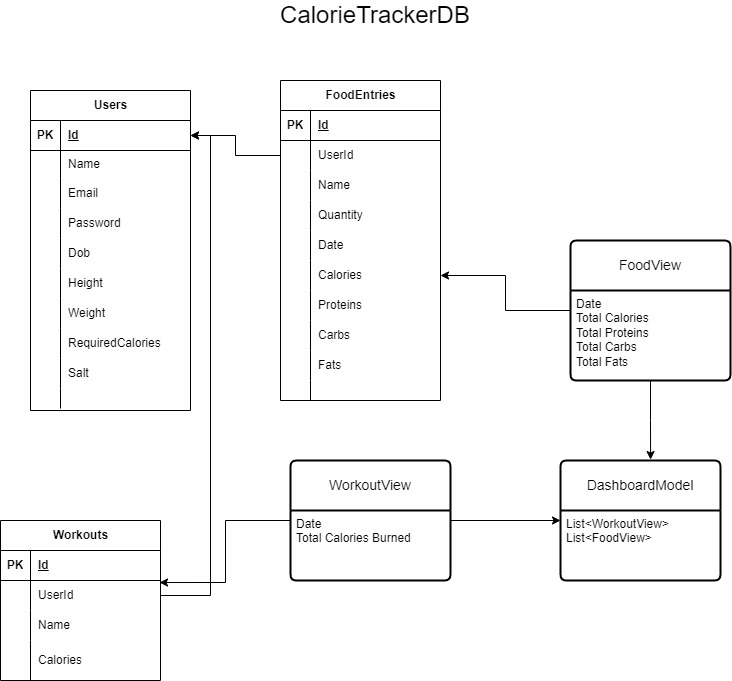 CalorieTrackerDB
Users
PK Id
Name
Email
Password
Dob
Height
Weight
RequiredCalories
Salt
FoodEntries
PK Id
UserId
Name
Quantity
Date
Calories
Proteins
Carbs
Fats
FoodView
Date
Total Calories
Total Proteins
Total Carbs
Total Fats
Workouts
PK Id
UserId
Name
Calories
WorkoutView
Date
Total Calories Burned
DashboardModel
List<WorkoutView>
List<FoodView>